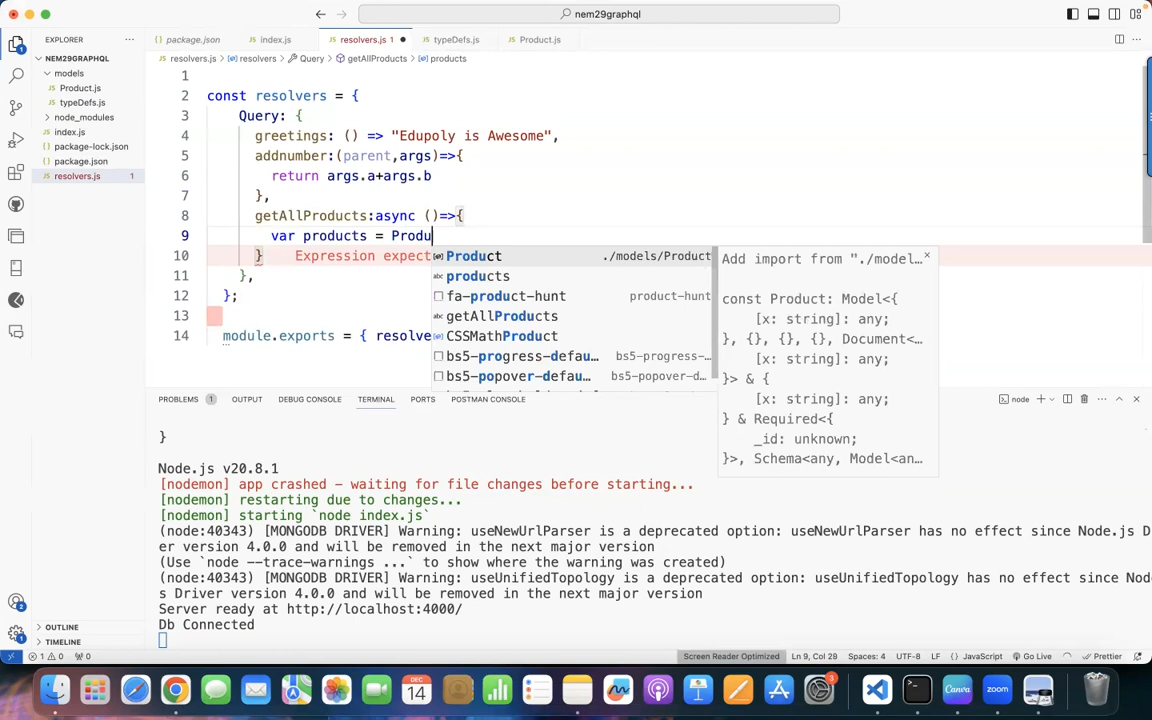 nem29graphql
EXPLORER
package.json
index.js
resolvers.js 1
typeDefs.js
Product.js
NEM29GRAPHQL
models
Product.js
typeDefs.js
node_modules
index.js
package-lock.json
package.json
resolvers.js 1
OUTLINE
TIMELINE
resolvers.js > resolvers > Query > getAllProducts > products
1
2 const resolvers = {
3 Query: {
4 greetings: () => "Edupoly is Awesome",
5 addnumber:(parent,args)=>{
6 return args.a+args.b
7 },
8 getAllProducts:async ()=>{
9 var products = Produ
10 } Expression expect
11 },
12 };
13
14 module.exports = { resolve
Product ./models/Product
products
fa-product-hunt product-hunt
getAllProducts
CSSMathProduct
bs5-progress-defau… bs5-progress-…
bs5-popover-defau… bs5-popover-d…
Add import from "./model…
const Product: Model<{
[x: string]: any;
}, {}, {}, {}, Document<…
[x: string]: any;
}> & {
[x: string]: any;
} & Required<{
_id: unknown;
}>, Schema<any, Model<an…
PROBLEMS 1 OUTPUT DEBUG CONSOLE TERMINAL PORTS POSTMAN CONSOLE
node
}
Node.js v20.8.1
[nodemon] app crashed - waiting for file changes before starting...
[nodemon] restarting due to changes...
[nodemon] starting `node index.js`
(node:40343) [MONGODB DRIVER] Warning: useNewUrlParser is a deprecated option: useNewUrlParser has no effect since Node.js D
er version 4.0.0 and will be removed in the next major version
(Use `node --trace-warnings ...` to show where the warning was created)
(node:40343) [MONGODB DRIVER] Warning: useUnifiedTopology is a deprecated option: useUnifiedTopology has no effect since Nod
s Driver version 4.0.0 and will be removed in the next major version
Server ready at http://localhost:4000/
Db Connected
1 0 0 Screen Reader Optimized Ln 9, Col 29 Spaces: 4 UTF-8 LF {} JavaScript Go Live Prettier
DEC
14
zoom